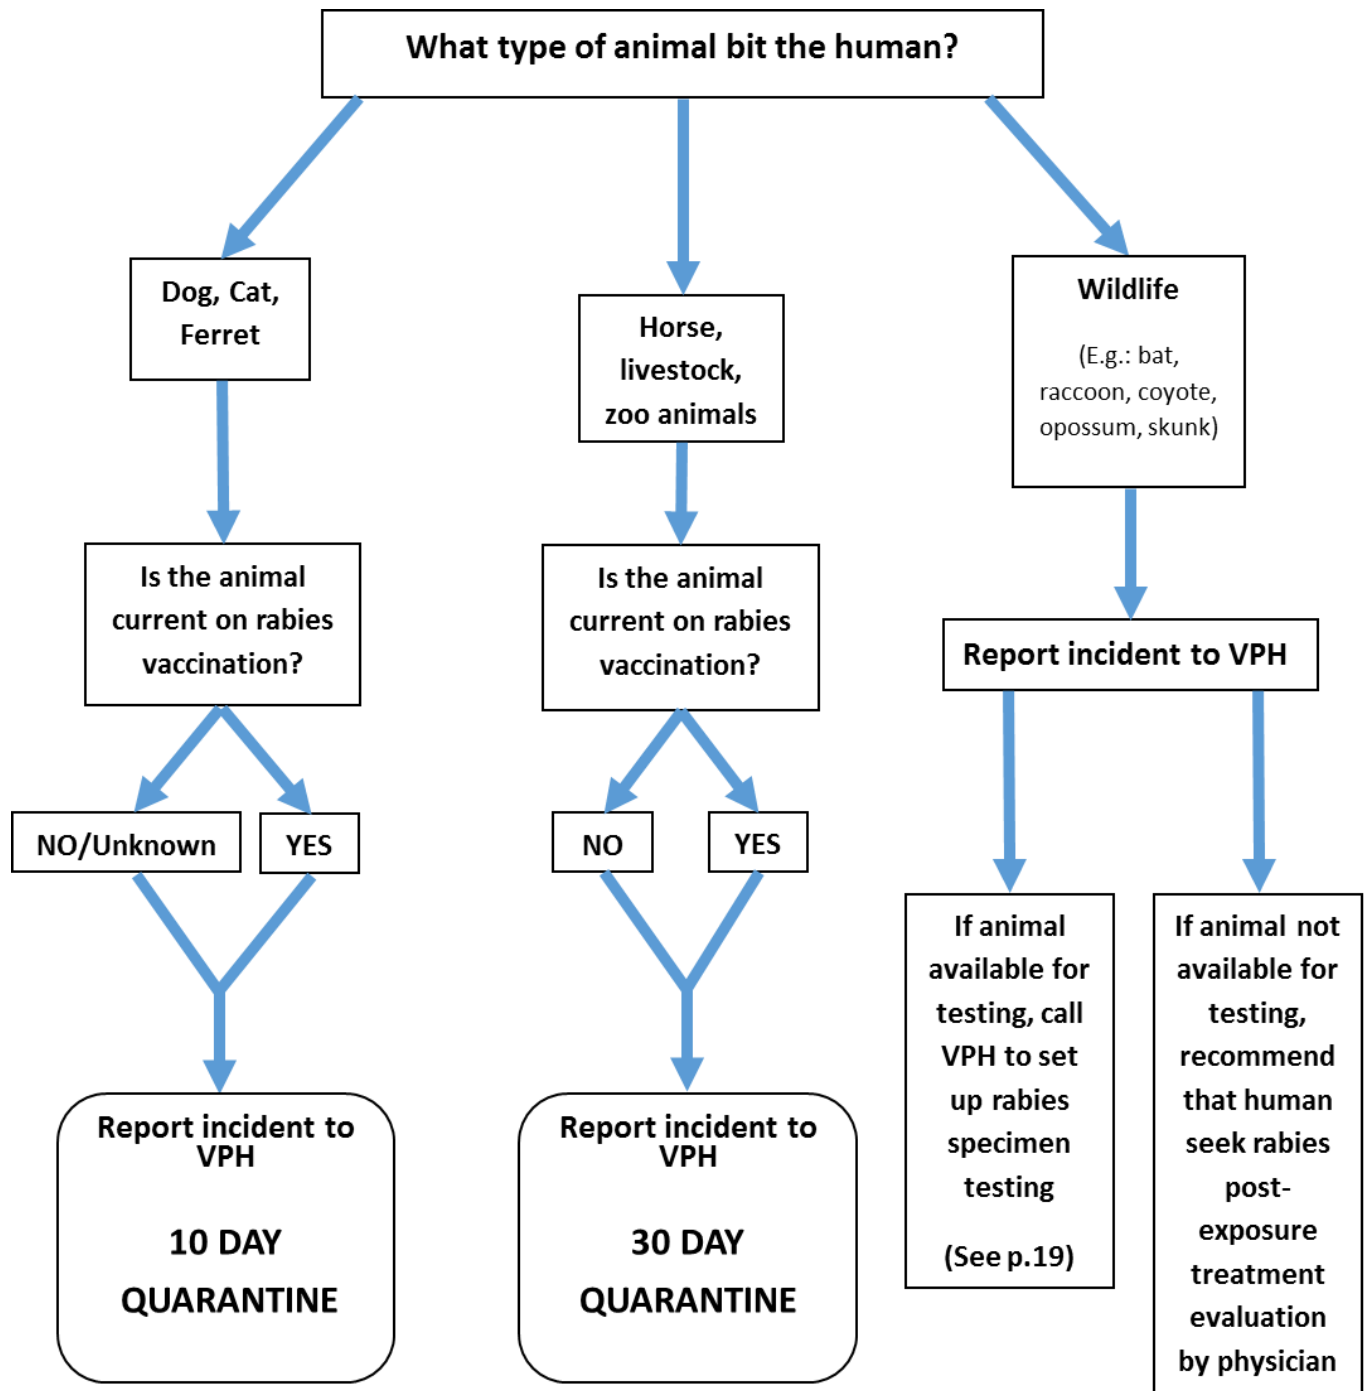 What type of animal bit the human?
Dog, Cat,
Ferret
Horse,
livestock,
zoo animals
Wildlife
(E.g.: bat,
raccoon, coyote,
opossum, skunk)
Is the animal
current on rabies
vaccination?
Is the animal
current on rabies
vaccination?
Report incident to VPH
NO/Unknown
YES
NO
YES
Report incident to
VPH
10 DAY
QUARANTINE
Report incident to
VPH
30 DAY
QUARANTINE
If animal
available for
testing, call
VPH to set
up rabies
specimen
testing
(See p.19)
If animal not
available for
testing,
recommend
that human
seek rabies
post-
exposure
treatment
evaluation
by physician